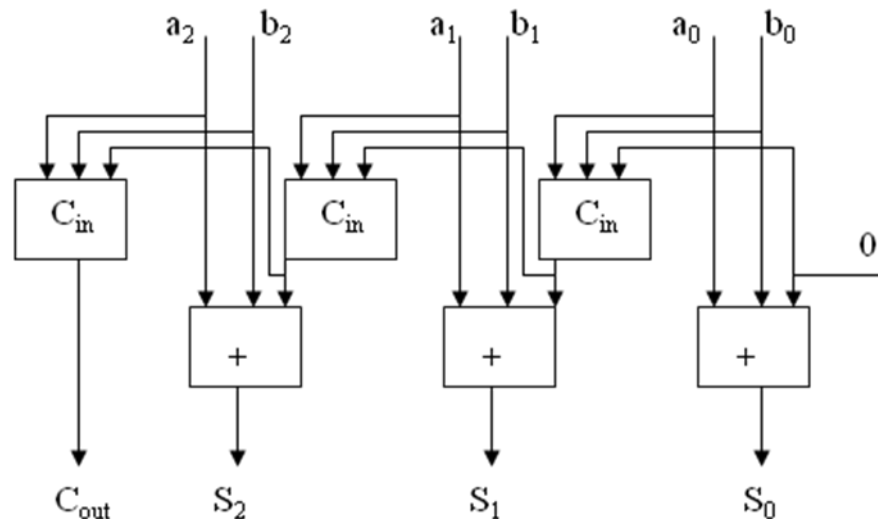 a₂ b₂ a₁ b₁ a₀ b₀
Cᵢₙ Cᵢₙ Cᵢₙ
0
+ + +
Cₒᵤₜ S₂ S₁ S₀